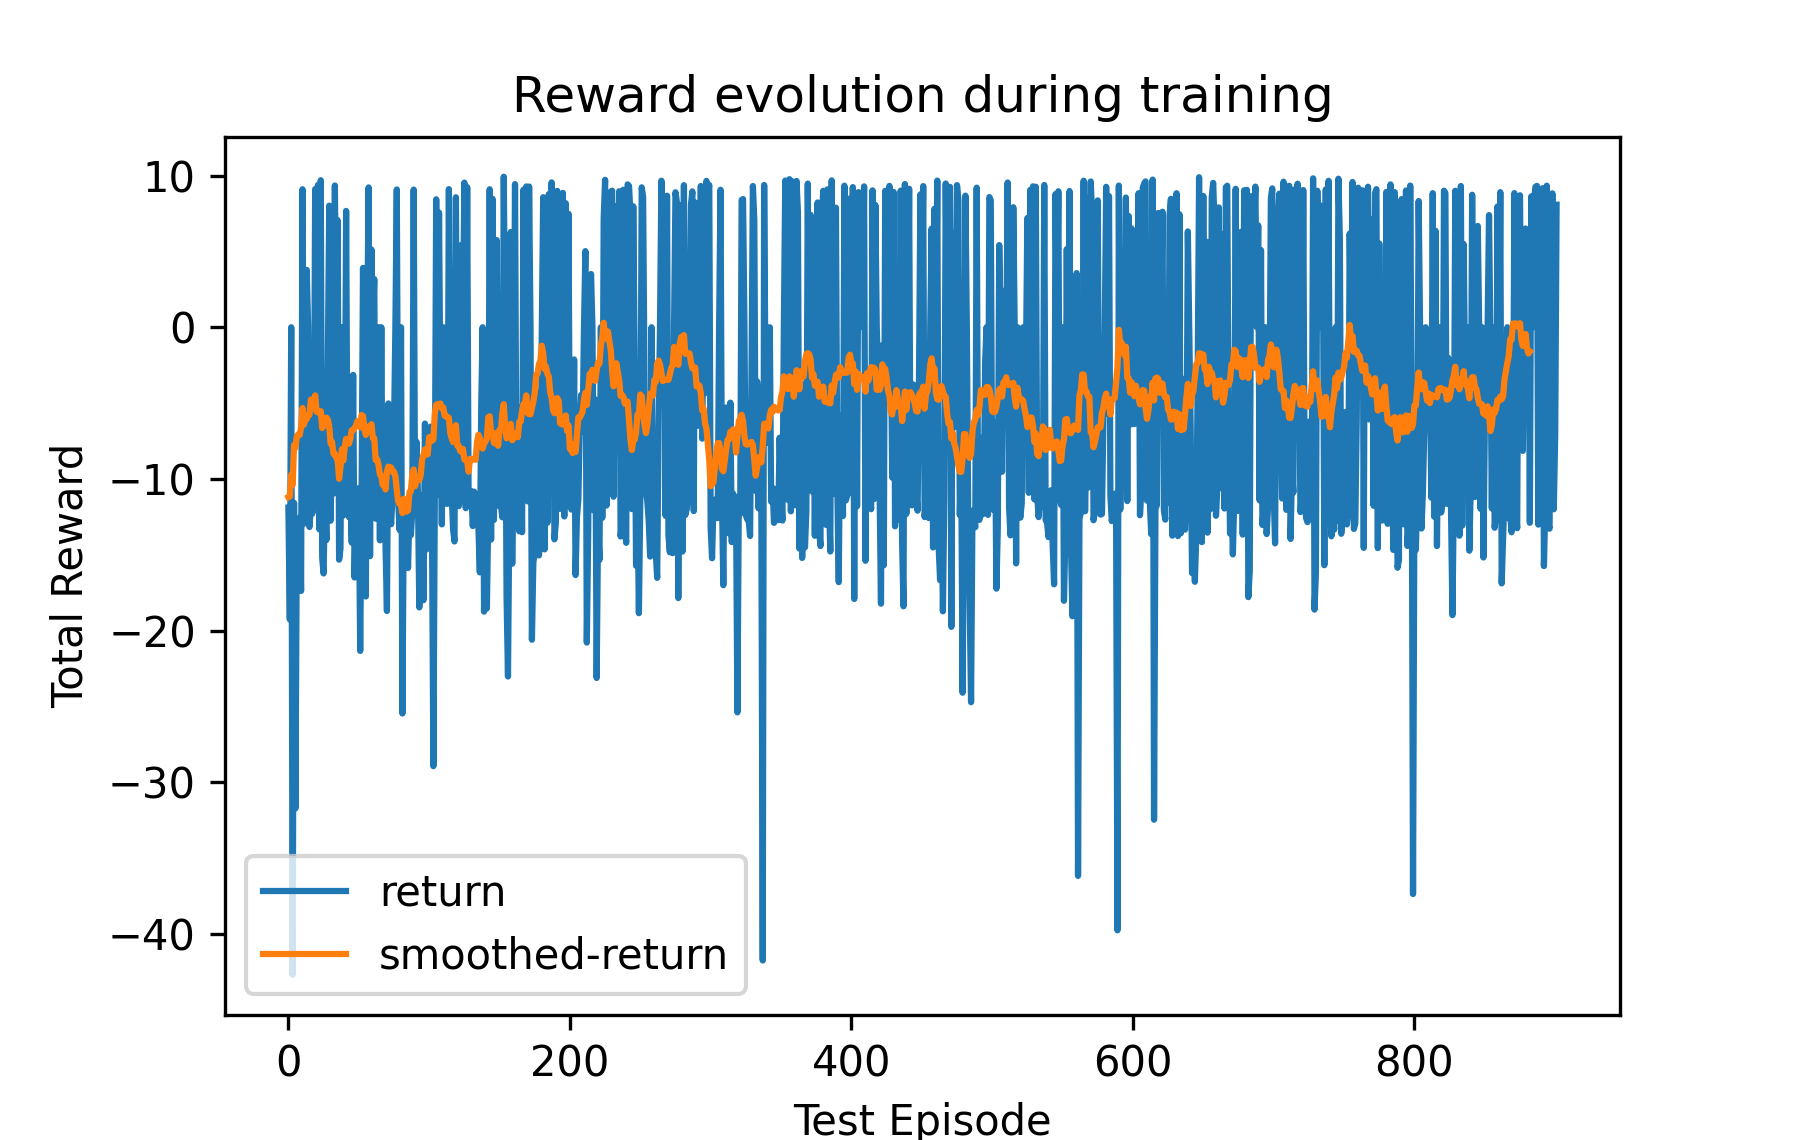 Reward evolution during training
10
0
−10
−20
−30
−40
Total Reward
return
smoothed-return
0 200 400 600 800
Test Episode